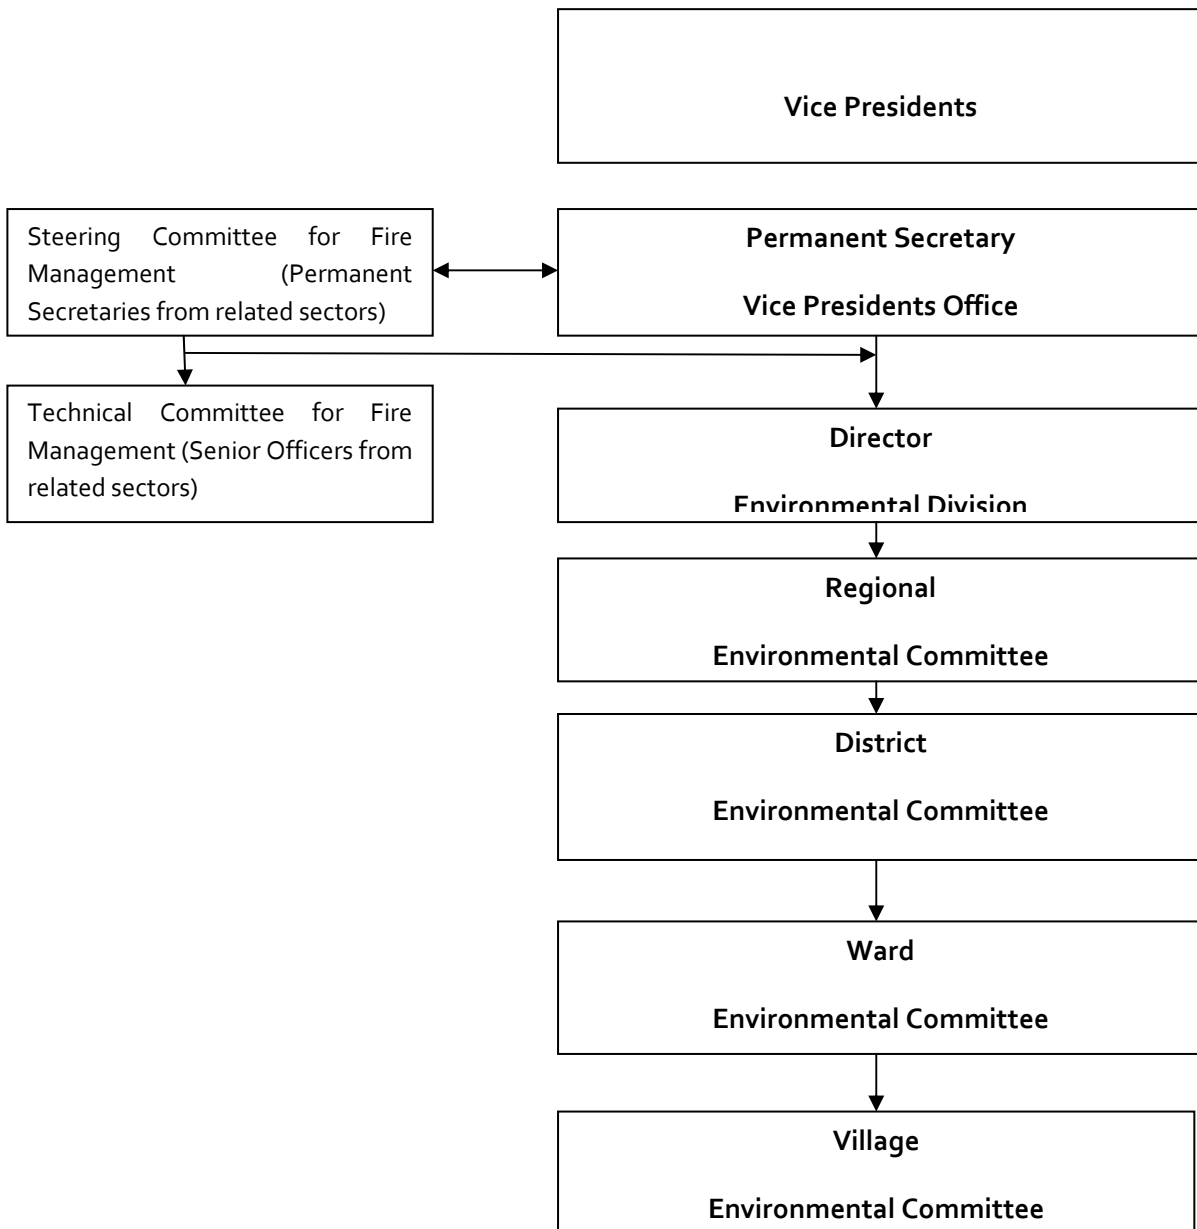 Vice Presidents
Steering Committee for Fire
Management (Permanent
Secretaries from related sectors)
Permanent Secretary
Vice Presidents Office
Technical Committee for Fire
Management (Senior Officers from
related sectors)
Director
Environmental Division
Regional
Environmental Committee
District
Environmental Committee
Ward
Environmental Committee
Village
Environmental Committee